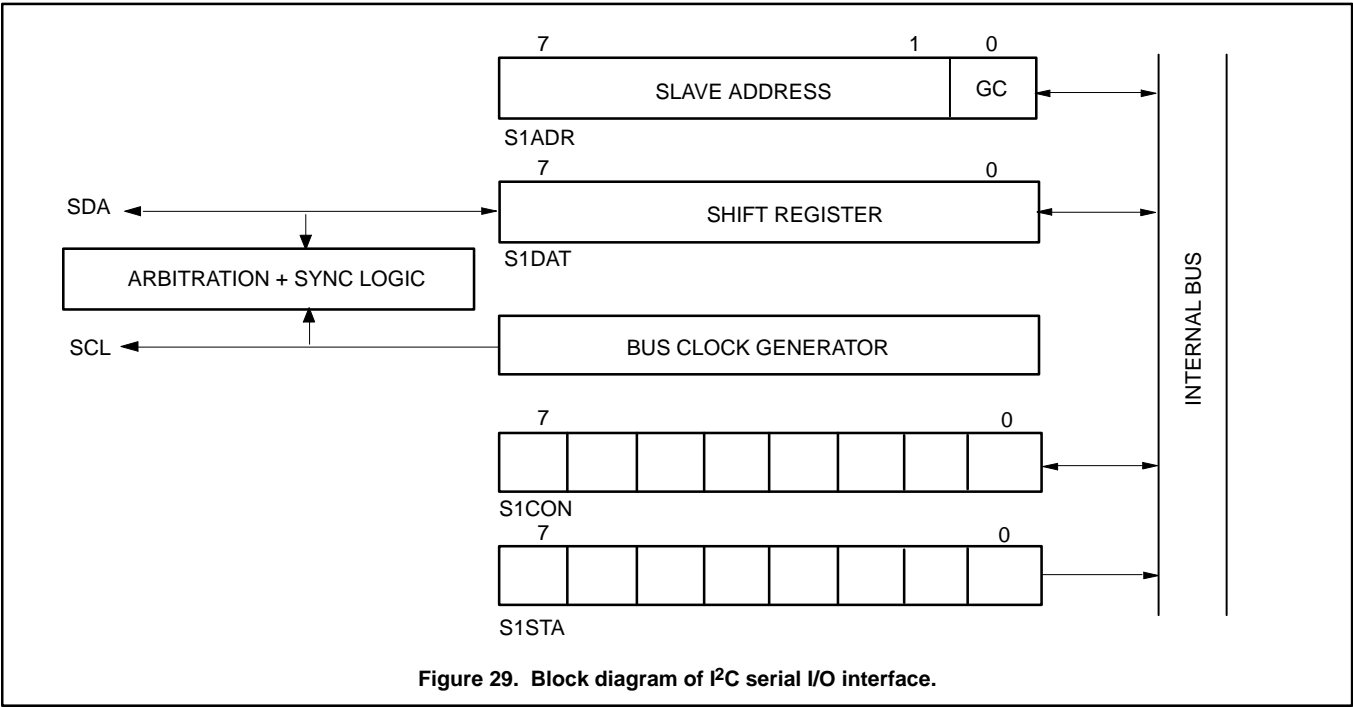 7 1 0
SLAVE ADDRESS GC
S1ADR
7 0
SDA
SHIFT REGISTER
S1DAT
ARBITRATION + SYNC LOGIC
SCL
BUS CLOCK GENERATOR
7 0
S1CON
7 0
S1STA
INTERNAL BUS
Figure 29. Block diagram of I²C serial I/O interface.